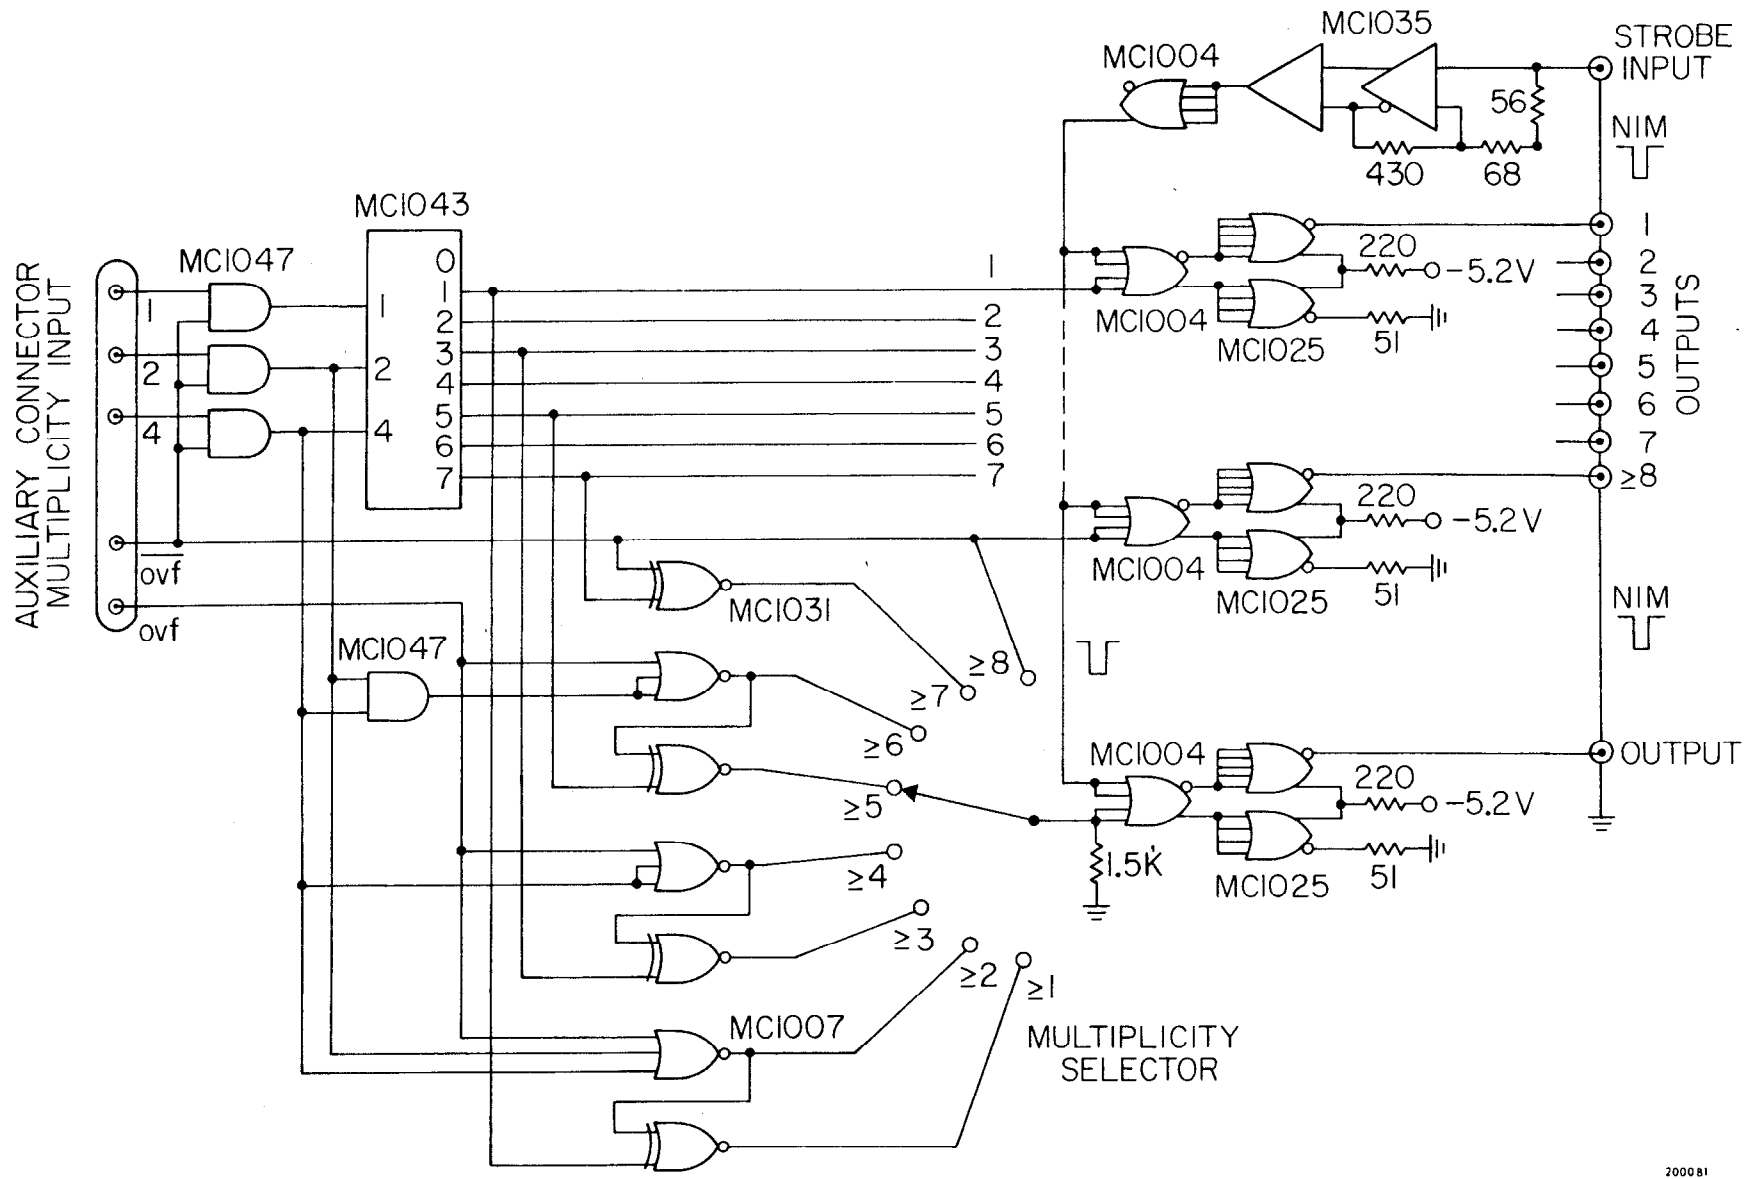 MC1035
STROBE
INPUT
MC1004
56
NIM
430
68
MC1043
AUXILIARY CONNECTOR
MULTIPLICITY INPUT
MC1047
1
2
4
ovf
ovf
1
2
4
0
1
2
3
4
5
6
7
1
2
3
4
5
6
7
MC1004
220
-5.2V
MC1025
51
1
2
3
4
5
6
7
≥8
OUTPUTS
MC1004
220
-5.2V
MC1025
51
NIM
MC1031
MC1047
≥8
≥7
≥6
≥5
≥4
≥3
≥2
≥1
MC1004
220
-5.2V
OUTPUT
1.5K
MC1025
51
MC1007
MULTIPLICITY
SELECTOR
2000B1